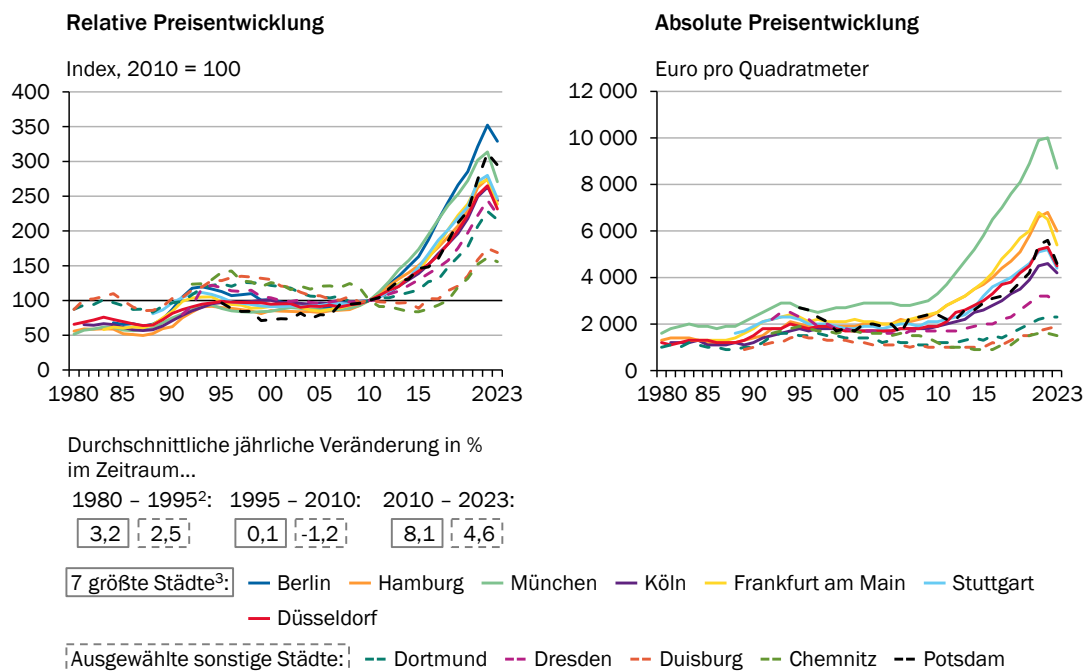 Relative Preisentwicklung
Index, 2010 = 100
400
350
300
250
200
150
100
50
0
1980 85 90 95 00 05 10 15 2023
Absolute Preisentwicklung
Euro pro Quadratmeter
12 000
10 000
8 000
6 000
4 000
2 000
0
1980 85 90 95 00 05 10 15 2023
Durchschnittliche jährliche Veränderung in %
im Zeitraum...
1980 – 1995²: 1995 – 2010: 2010 – 2023:
3,2 2,5 0,1 -1,2 8,1 4,6
7 größte Städte³: Berlin Hamburg München Köln Frankfurt am Main Stuttgart
Düsseldorf
Ausgewählte sonstige Städte: Dortmund Dresden Duisburg Chemnitz Potsdam